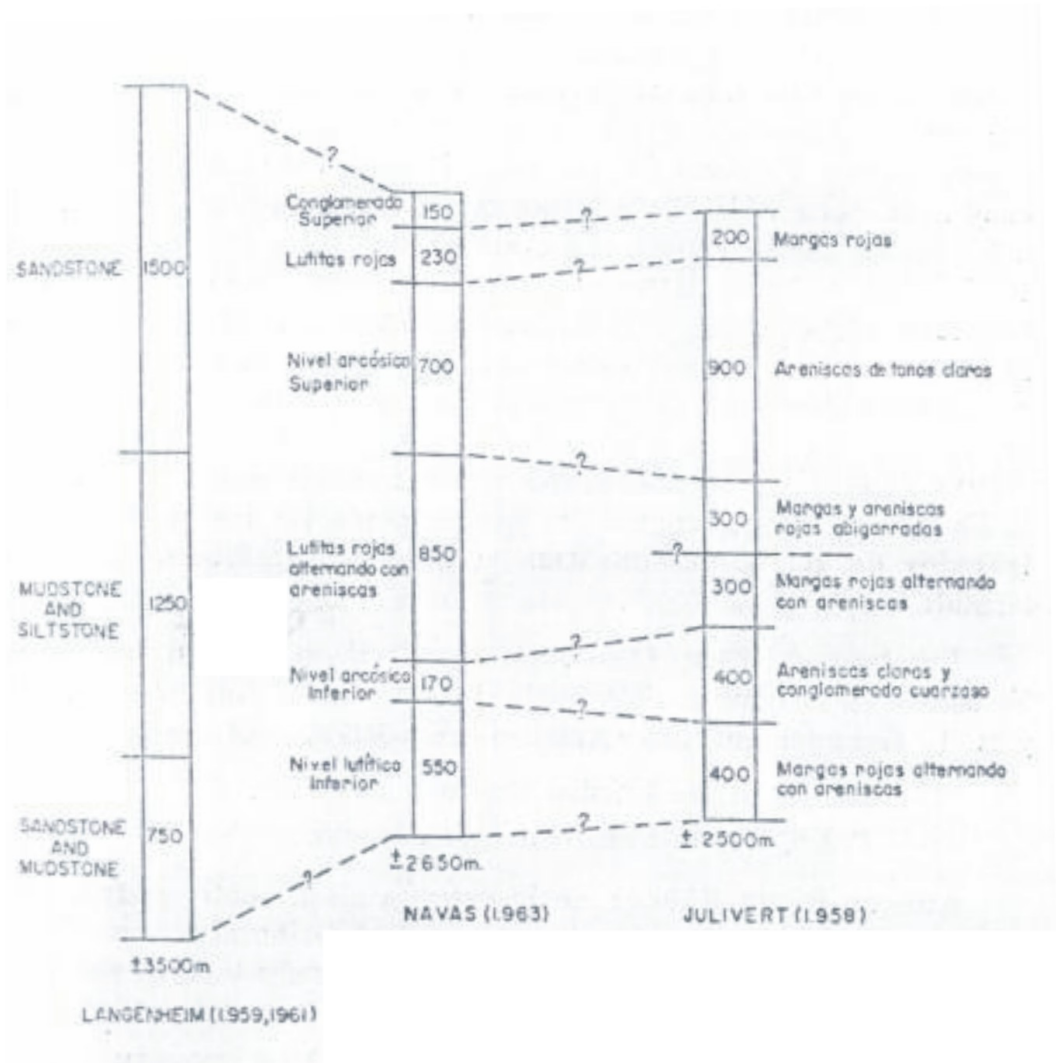 SANDSTONE
1500
MUDSTONE
AND
SILTSTONE
1250
SANDSTONE
AND
MUDSTONE
750
±3500m
LANGENHEIM (1.959,1961)
?
?
Conglomerado
Superior
150
Lutitas rojas
230
Nivel arcósico
Superior
700
Lutitas rojas
alternando con
areniscas
850
Nivel arcósico
Inferior
170
Nivel lutítico
Inferior
550
±2650m.
NAVAS (1.963)
?
?
?
?
?
?
?
200
Margas rojas
900
Areniscas de tonos claros
300
Margas y areniscas
rojas abigarradas
300
Margas rojas alternando
con areniscas
400
Areniscas claras y
conglomerado cuarzoso
400
Margas rojas alternando
con areniscas
± 2500m.
JULIVERT (1.958)